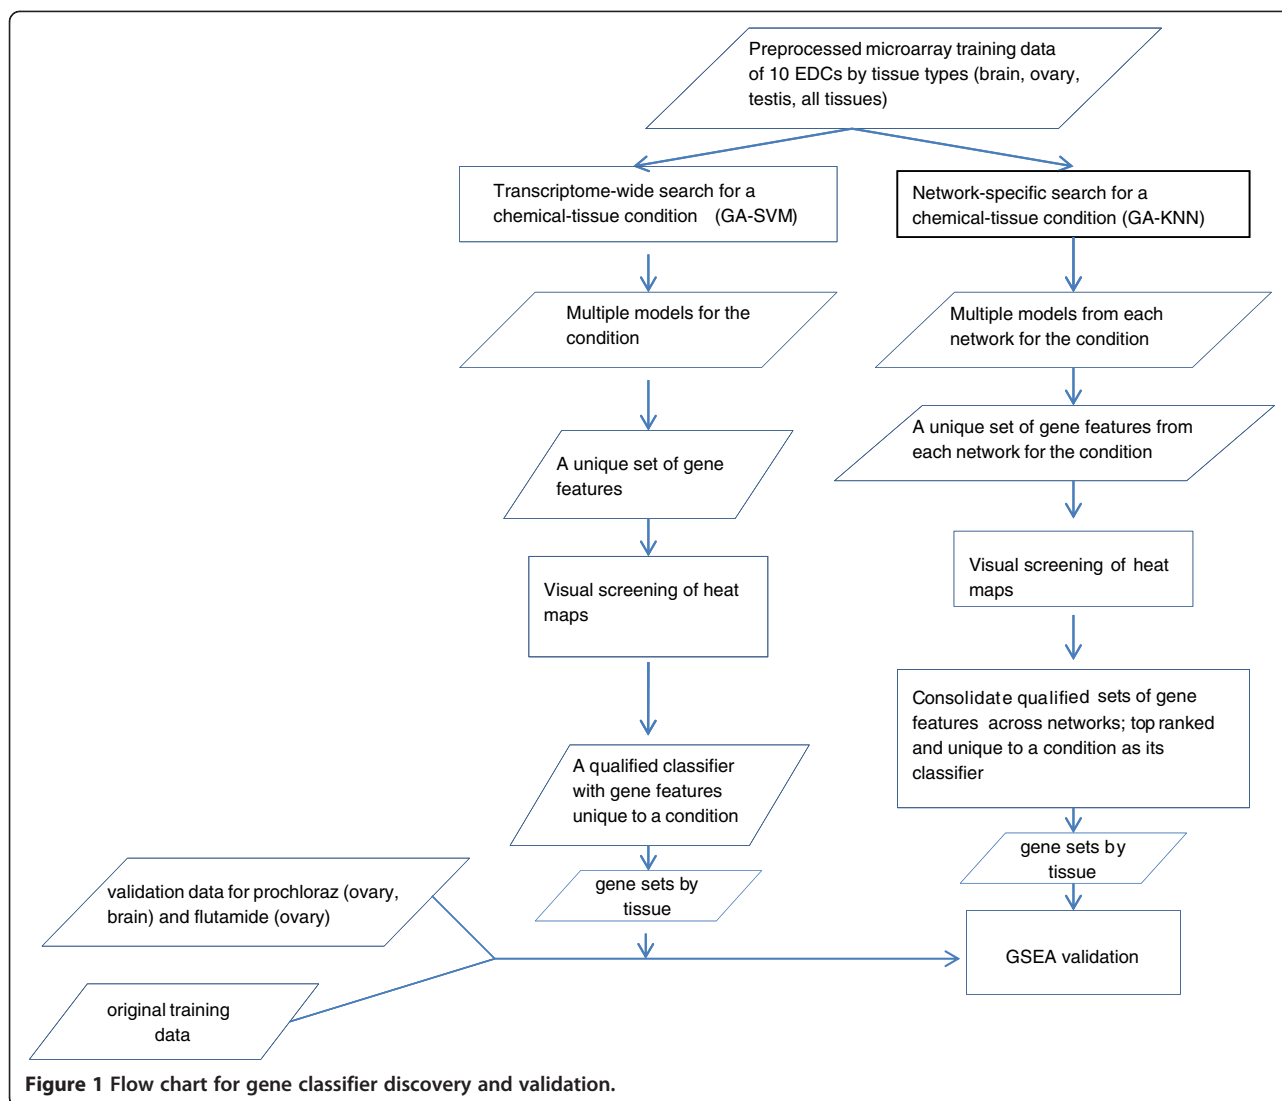 Preprocessed microarray training data
of 10 EDCs by tissue types (brain, ovary,
testis, all tissues)
Transcriptome-wide search for a
chemical-tissue condition (GA-SVM)
Network-specific search for a
chemical-tissue condition (GA-KNN)
Multiple models for the
condition
Multiple models from each
network for the condition
A unique set of gene
features
A unique set of gene features from
each network for the condition
Visual screening of heat
maps
Visual screening of heat
maps
Consolidate qualified sets of gene
features across networks; top ranked
and unique to a condition as its
classifier
A qualified classifier
with gene features
unique to a condition
gene sets by
tissue
gene sets by
tissue
validation data for prochloraz (ovary,
brain) and flutamide (ovary)
GSEA validation
original training
data
Figure 1 Flow chart for gene classifier discovery and validation.